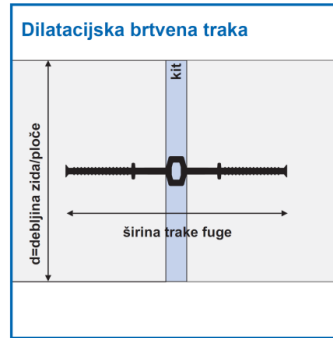 Dilatacijska brtvena traka
kit
d=debljina zida/ploče
širina trake fuge